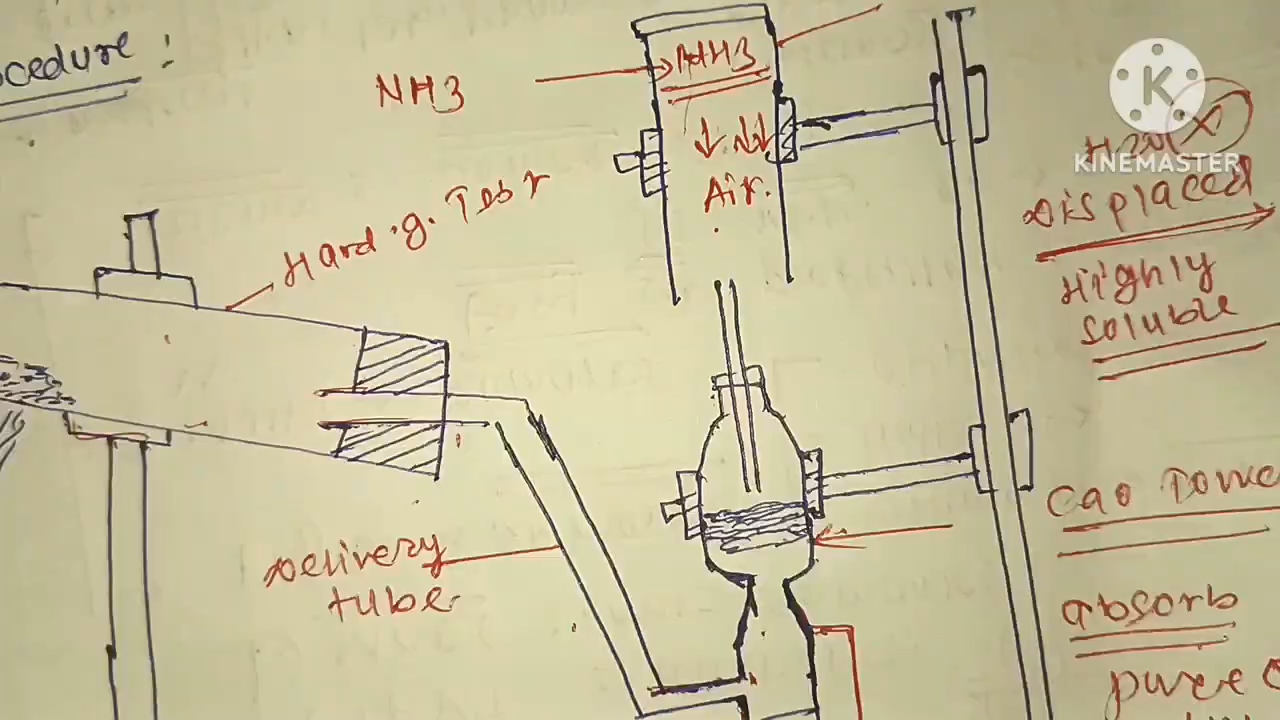 ocedure :
NH3
NH3
Air.
Hard .g. Test
Delivery
tube
K
KINEMASTER
Displaced
Highly
soluble
cao Towe
absorb
pure